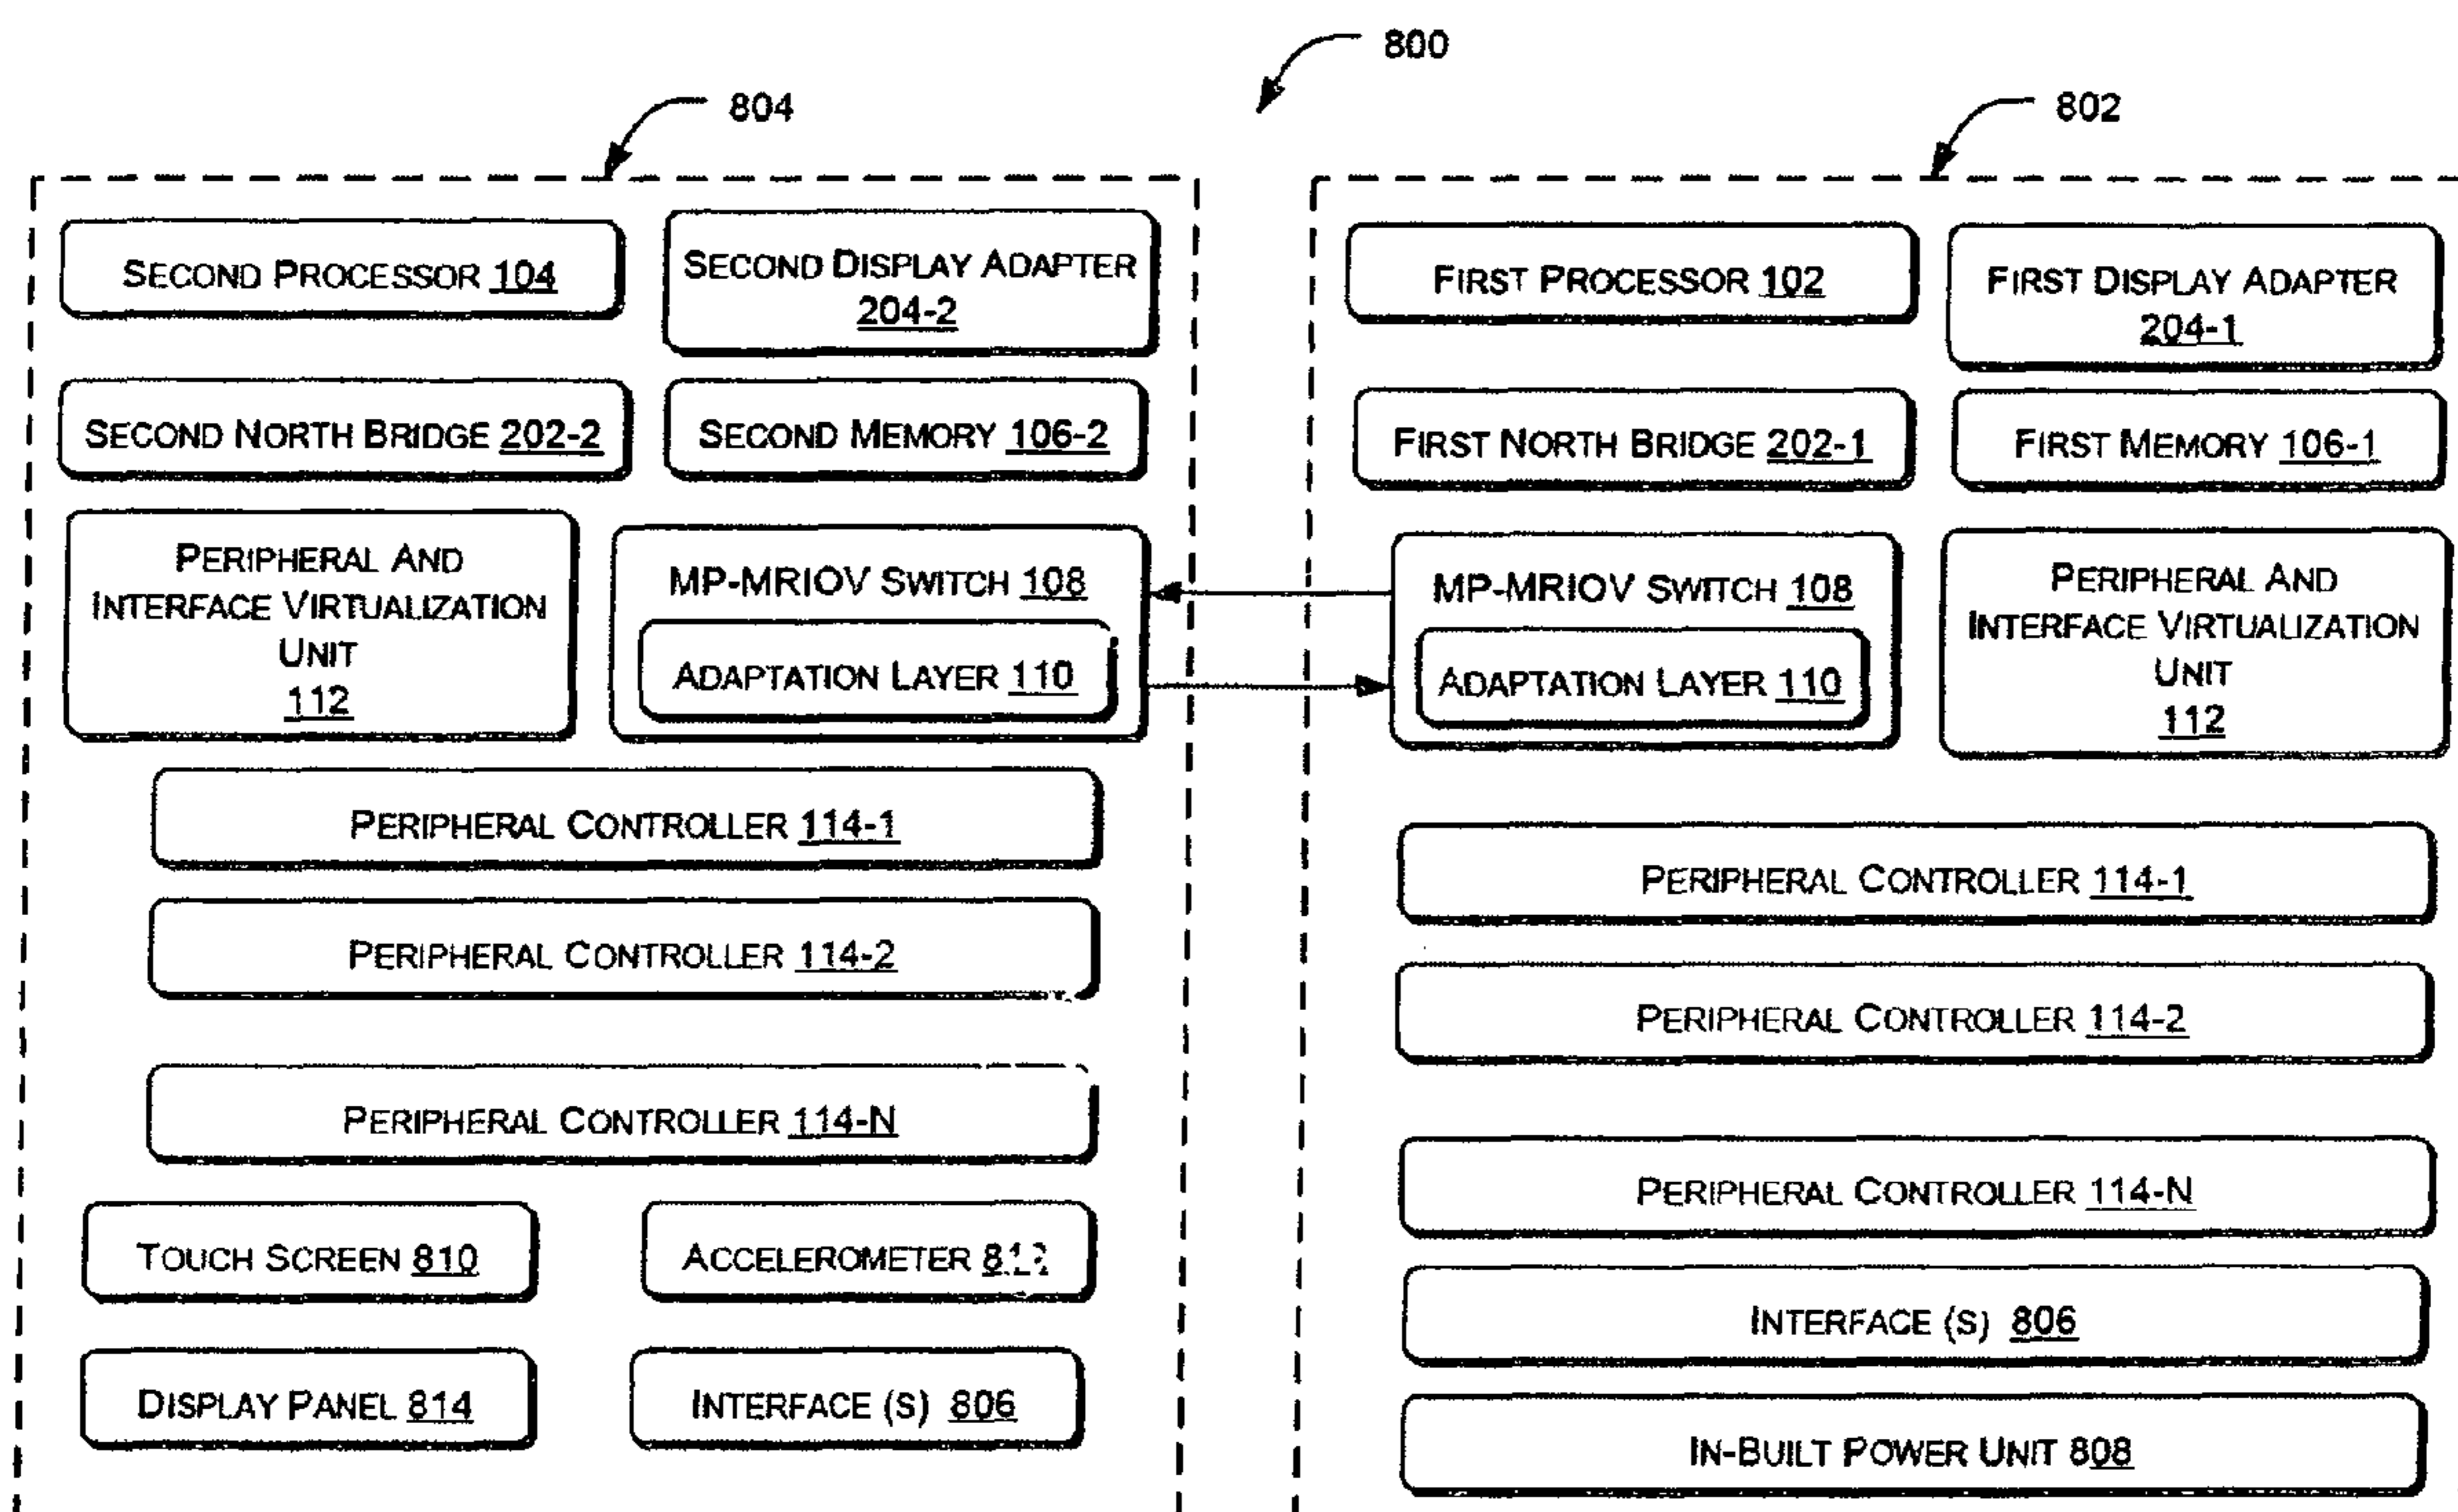 800
804
802
SECOND PROCESSOR 104
SECOND DISPLAY ADAPTER
204-2
SECOND NORTH BRIDGE 202-2
SECOND MEMORY 106-2
PERIPHERAL AND
INTERFACE VIRTUALIZATION
UNIT
112
MP-MRIOV SWITCH 108
ADAPTATION LAYER 110
PERIPHERAL CONTROLLER 114-1
PERIPHERAL CONTROLLER 114-2
PERIPHERAL CONTROLLER 114-N
TOUCH SCREEN 810
ACCELEROMETER 812
DISPLAY PANEL 814
INTERFACE (S) 806
FIRST PROCESSOR 102
FIRST DISPLAY ADAPTER
204-1
FIRST NORTH BRIDGE 202-1
FIRST MEMORY 106-1
MP-MRIOV SWITCH 108
ADAPTATION LAYER 110
PERIPHERAL AND
INTERFACE VIRTUALIZATION
UNIT
112
PERIPHERAL CONTROLLER 114-1
PERIPHERAL CONTROLLER 114-2
PERIPHERAL CONTROLLER 114-N
INTERFACE (S) 806
IN-BUILT POWER UNIT 808